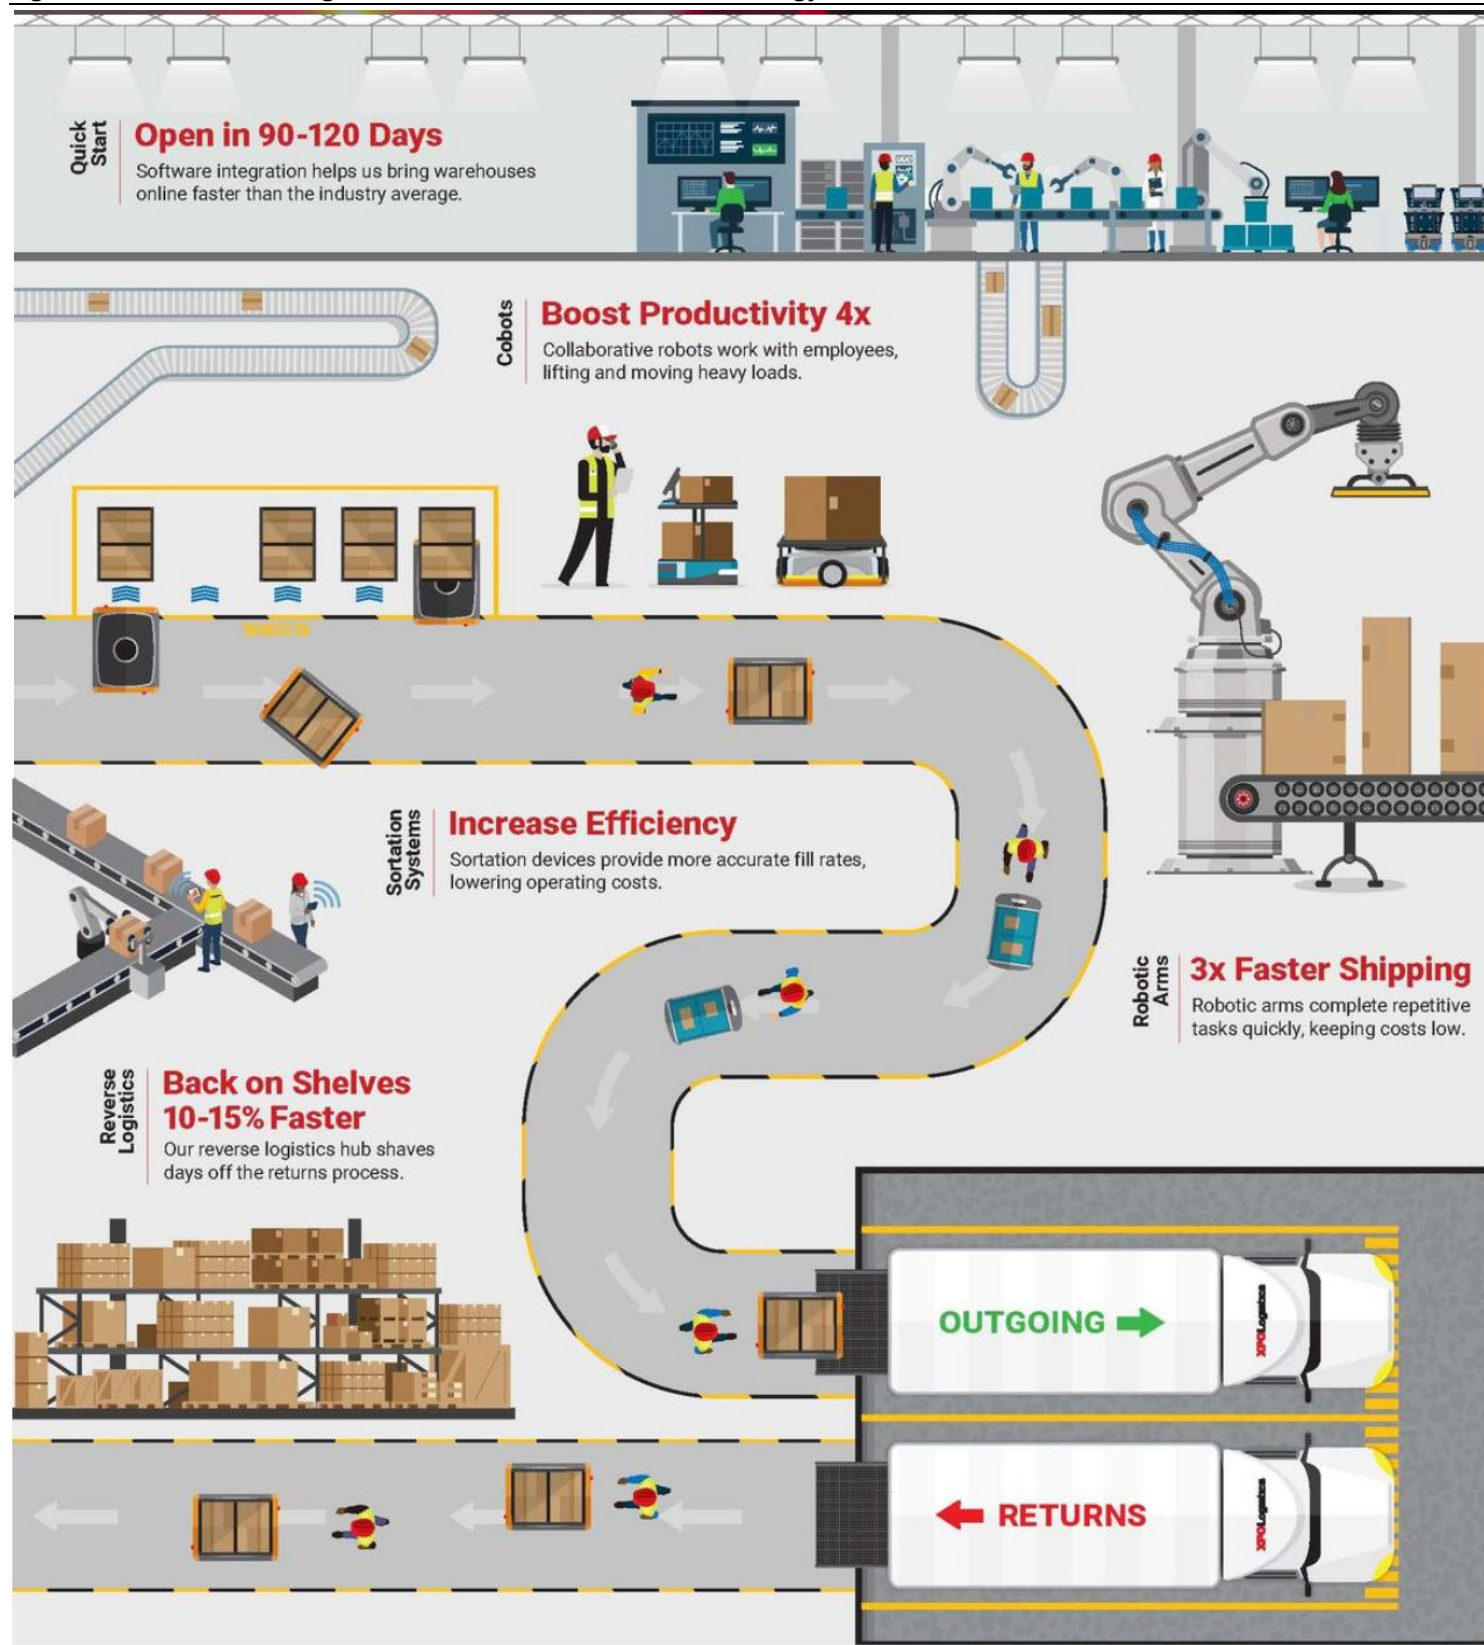 Quick
Start
Open in 90-120 Days
Software integration helps us bring warehouses
online faster than the industry average.
Cobots
Boost Productivity 4x
Collaborative robots work with employees,
lifting and moving heavy loads.
Sortation
Systems
Increase Efficiency
Sortation devices provide more accurate fill rates,
lowering operating costs.
Robotic
Arms
3x Faster Shipping
Robotic arms complete repetitive
tasks quickly, keeping costs low.
Reverse
Logistics
Back on Shelves
10-15% Faster
Our reverse logistics hub shaves
days off the returns process.
OUTGOING
XPOLogistics
RETURNS
XPOLogistics